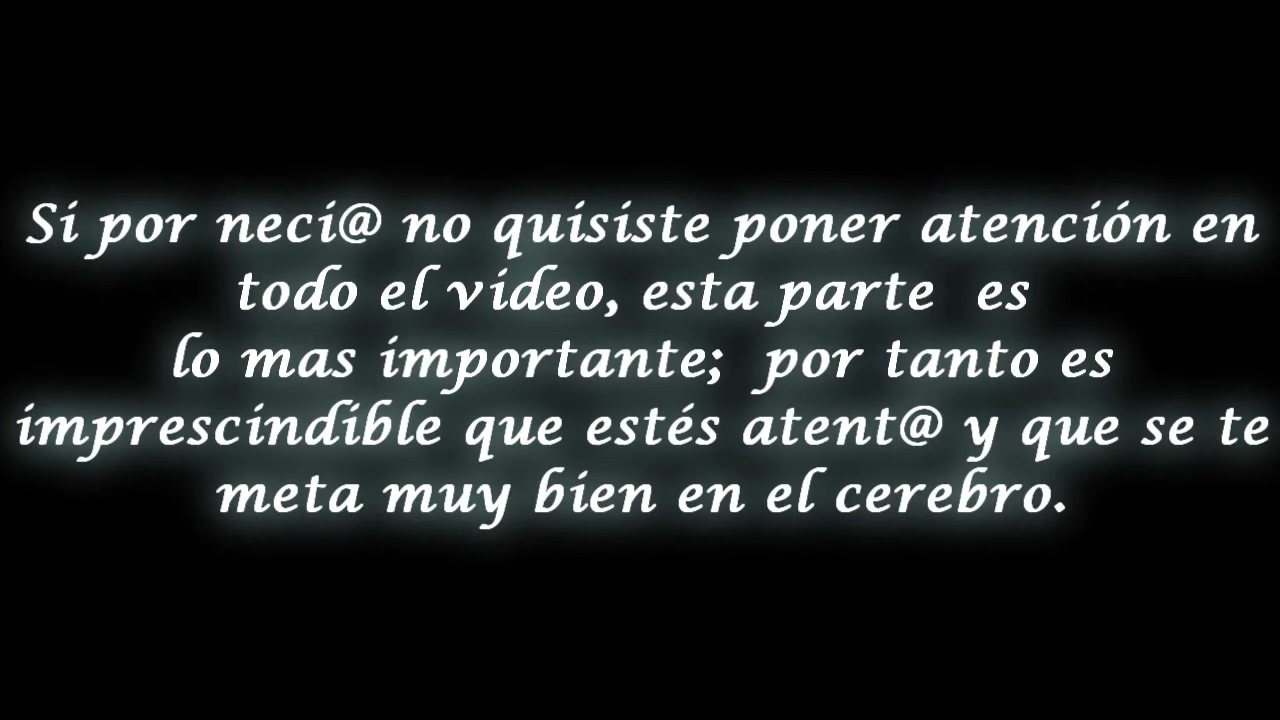 Si por neci@ no quisiste poner atención en
todo el video, esta parte  es
lo mas importante;  por tanto es
imprescindible que estés atent@ y que se te
meta muy bien en el cerebro.